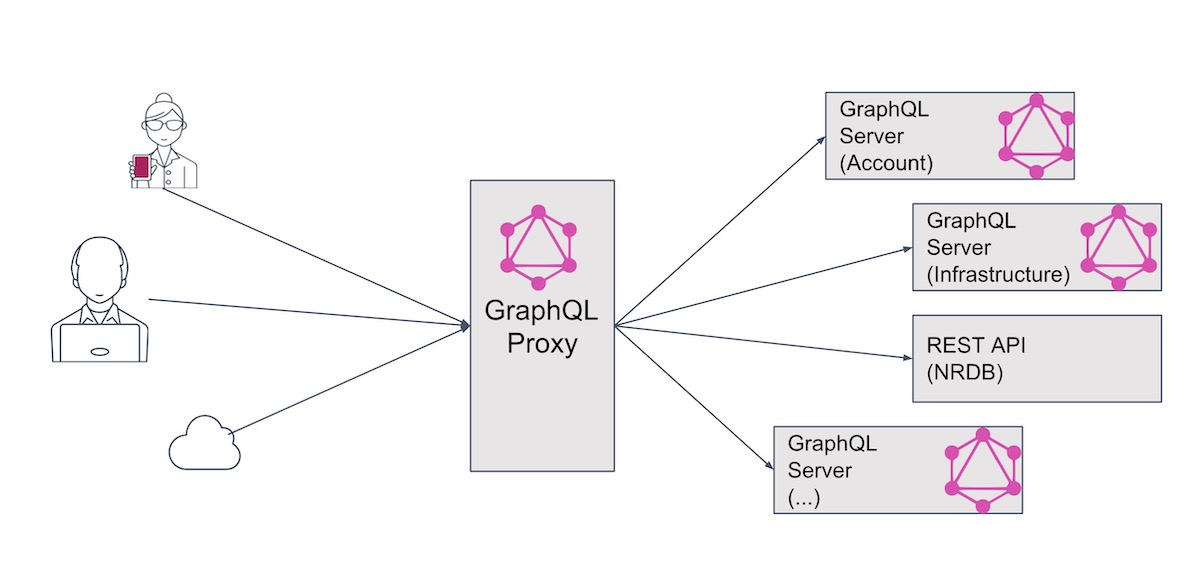 GraphQL
Proxy
GraphQL
Server
(Account)
GraphQL
Server
(Infrastructure)
REST API
(NRDB)
GraphQL
Server
(...)